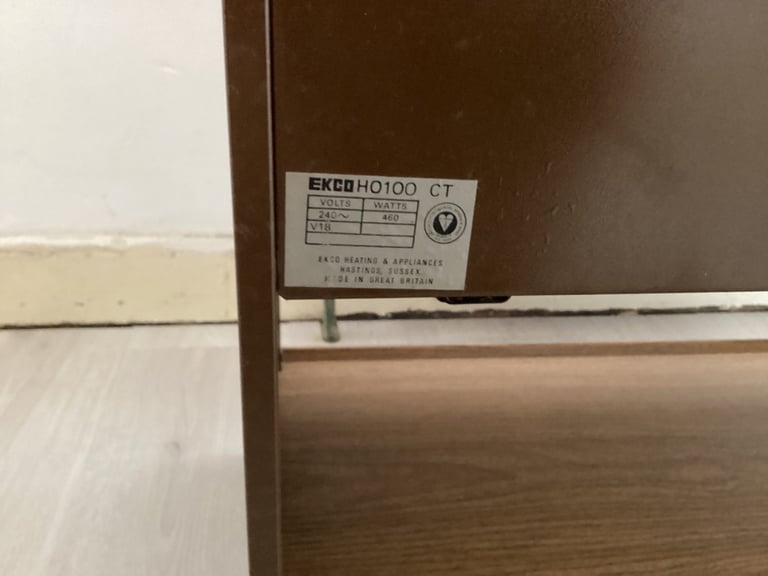 EKCO HO100 CT
VOLTS WATTS
240~ 460
V18
EKCO HEATING & APPLIANCES
HASTINGS, SUSSEX.
MADE IN GREAT BRITAIN